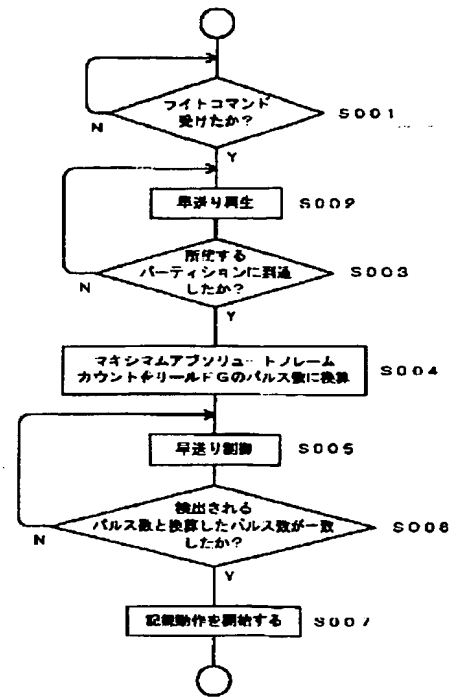 ライトコマンド
受けたか?
S001
N
Y
早送り再生
S002
所望する
パーティションに到達
したか?
S003
N
Y
マキシマムアブソリュートフレーム
カウントをリールFGのパルス数に換算
S004
早送り制御
S005
検出される
パルス数と換算したパルス数が一致
したか?
S006
N
Y
記録動作を開始する
S007